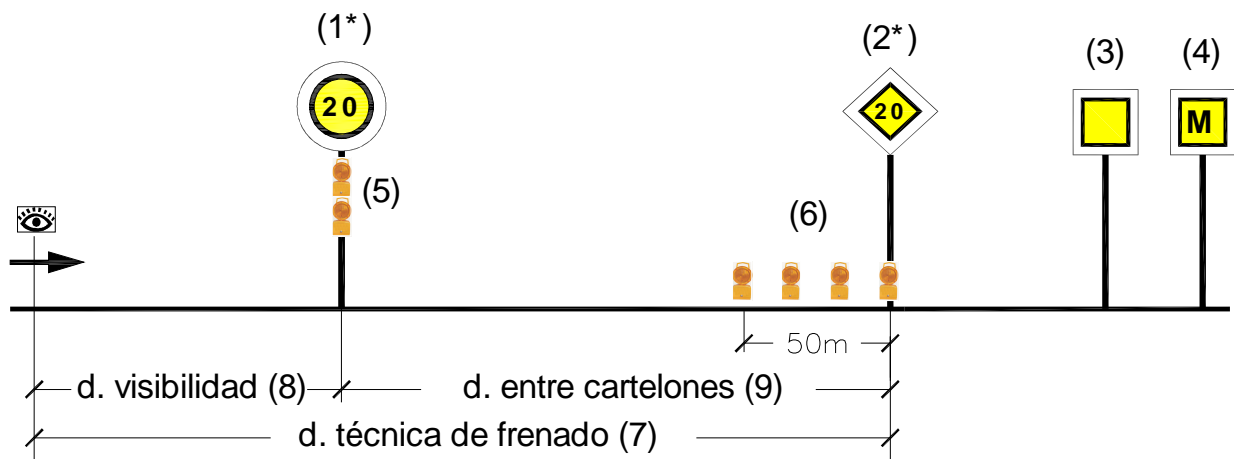 (1*)
(2*)
(3)
(4)
20
20
M
(5)
(6)
50m
d. visibilidad (8)
d. entre cartelones (9)
d. técnica de frenado (7)